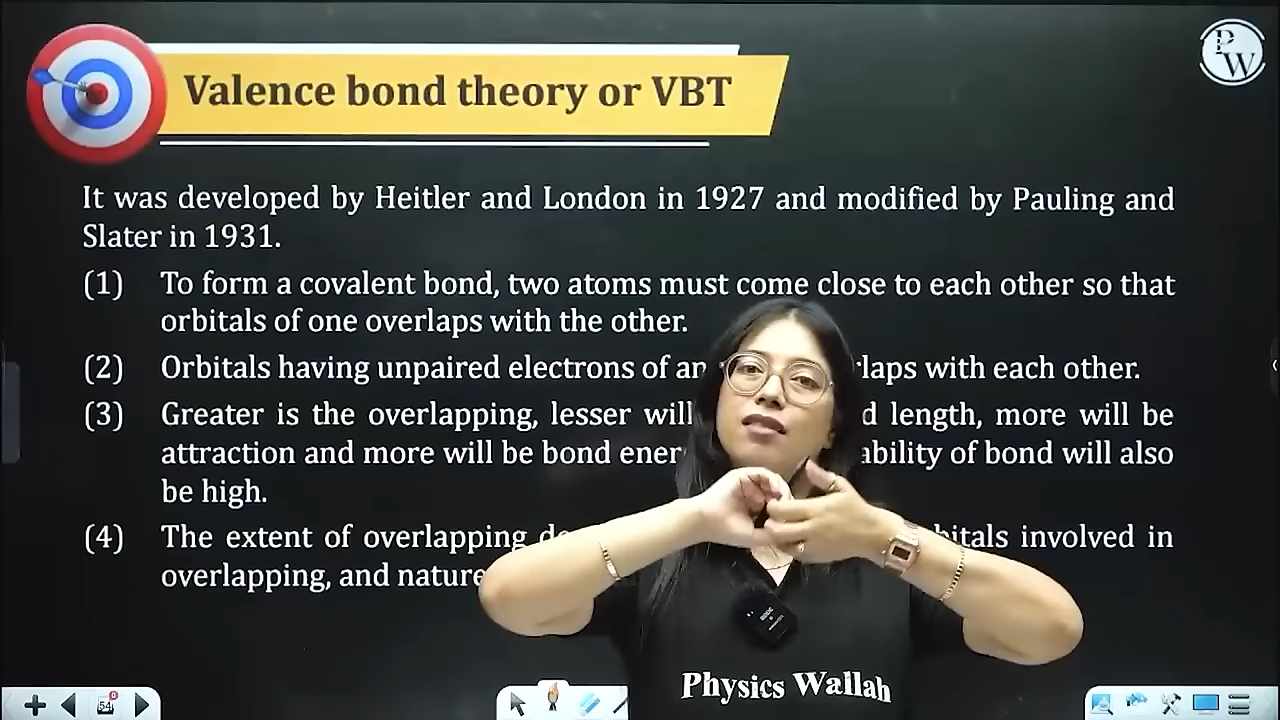 Valence bond theory or VBT
PW
It was developed by Heitler and London in 1927 and modified by Pauling and
Slater in 1931.
(1) To form a covalent bond, two atoms must come close to each other so that
orbitals of one overlaps with the other.
(2) Orbitals having unpaired electrons of with each other.
(3) Greater is the overlapping, lesser will length, more will be
attraction and more will be bond of bond will also
be high.
(4) The extent of overlapping involved in
overlapping, and nature
Physics Wallah
54